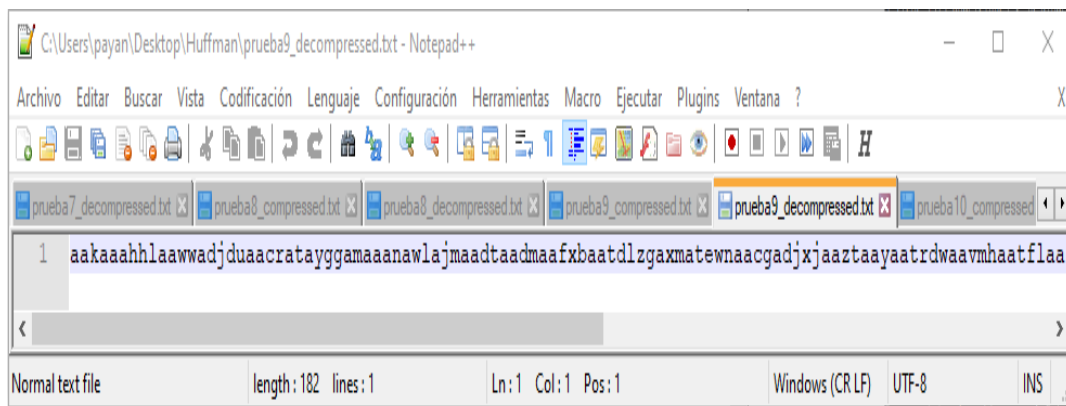 C:\Users\payan\Desktop\Huffman\prueba9_decompressed.txt - Notepad++
Archivo Editar Buscar Vista Codificación Lenguaje Configuración Herramientas Macro Ejecutar Plugins Ventana ? X
H
prueba7_decompressed.txt prueba8_compressed.txt prueba8_decompressed.txt prueba9_compressed.txt prueba9_decompressed.txt prueba10_compressed
1 aakaaahhlaawwadjduaacratayggamaaanawlajmaadtaadmaafxbaatdlzgaxmatewnaacgadjxjaaztaayaatrdwaavmhaatflaa
Normal text file length : 182 lines : 1 Ln : 1 Col : 1 Pos : 1 Windows (CR LF) UTF-8 INS